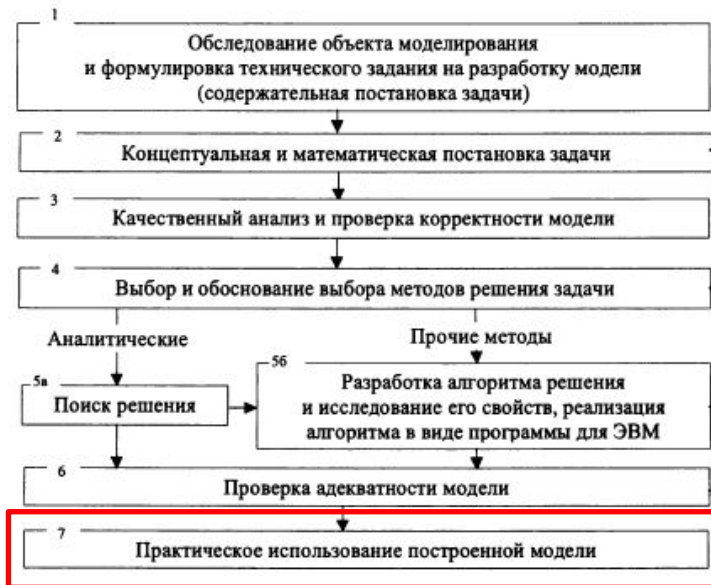 1
Обследование объекта моделирования
и формулировка технического задания на разработку модели
(содержательная постановка задачи)
2
Концептуальная и математическая постановка задачи
3
Качественный анализ и проверка корректности модели
4
Выбор и обоснование выбора методов решения задачи
Аналитические
Прочие методы
5а
Поиск решения
5б
Разработка алгоритма решения
и исследование его свойств, реализация
алгоритма в виде программы для ЭВМ
6
Проверка адекватности модели
7
Практическое использование построенной модели